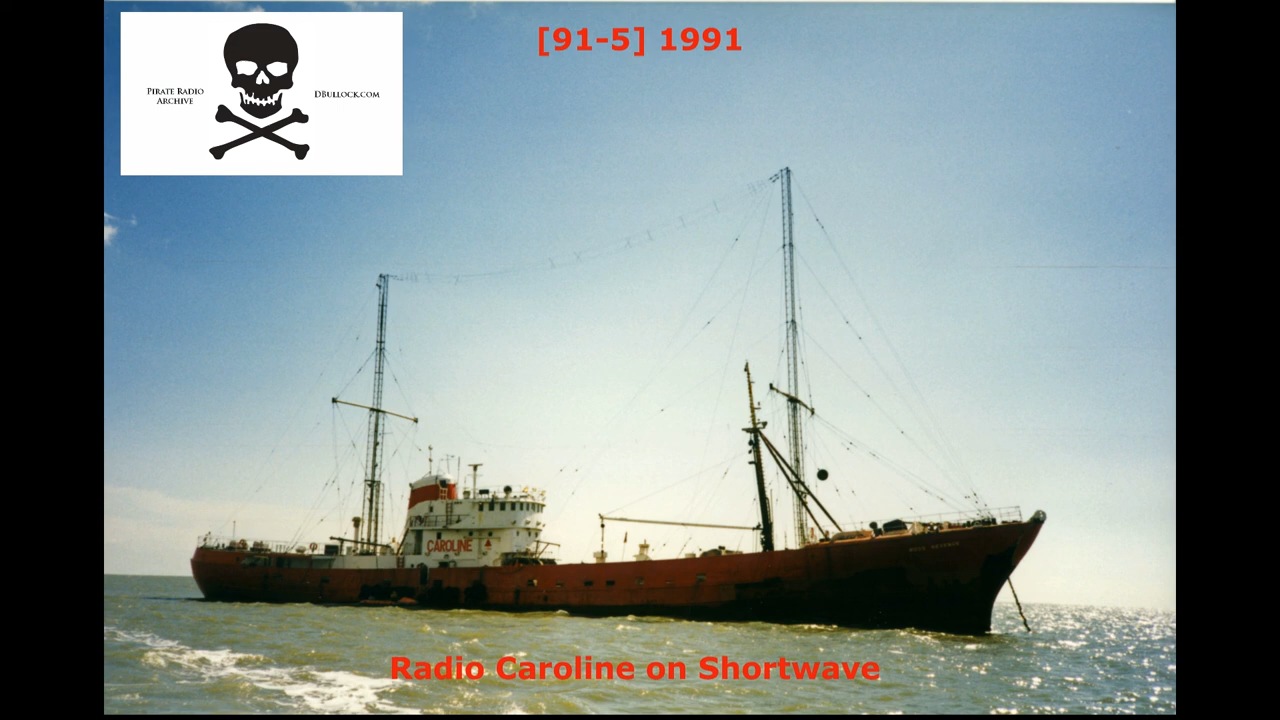 [91-5] 1991
PIRATE RADIO
ARCHIVE
DBULLOCK.COM
CAROLINE
Radio Caroline on Shortwave